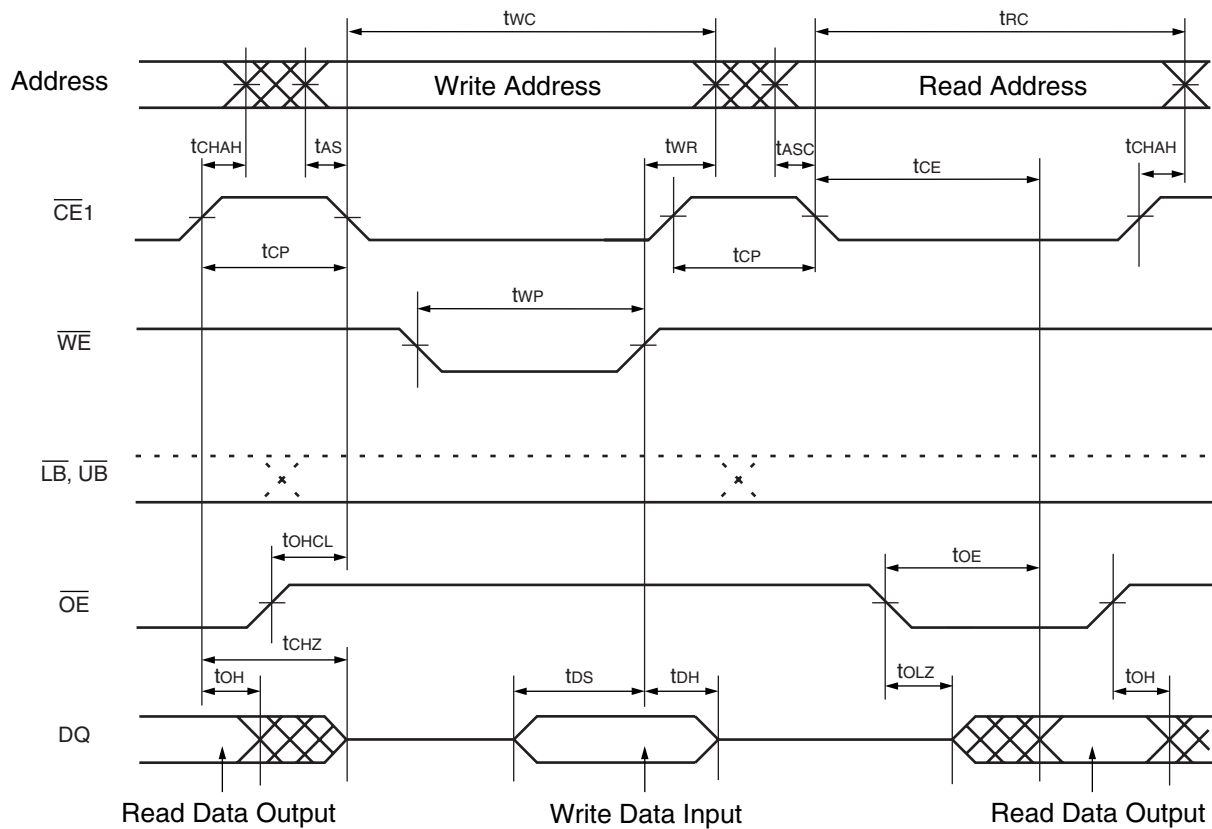 tWC tRC
Address Write Address Read Address
tCHAH tAS tWR tASC tCE tCHAH
CE1
tCP tCP
tWP
WE
LB, UB
tOHCL tOE
OE
tCHZ
tOH tDS tDH tOLZ tOH
DQ
Read Data Output Write Data Input Read Data Output